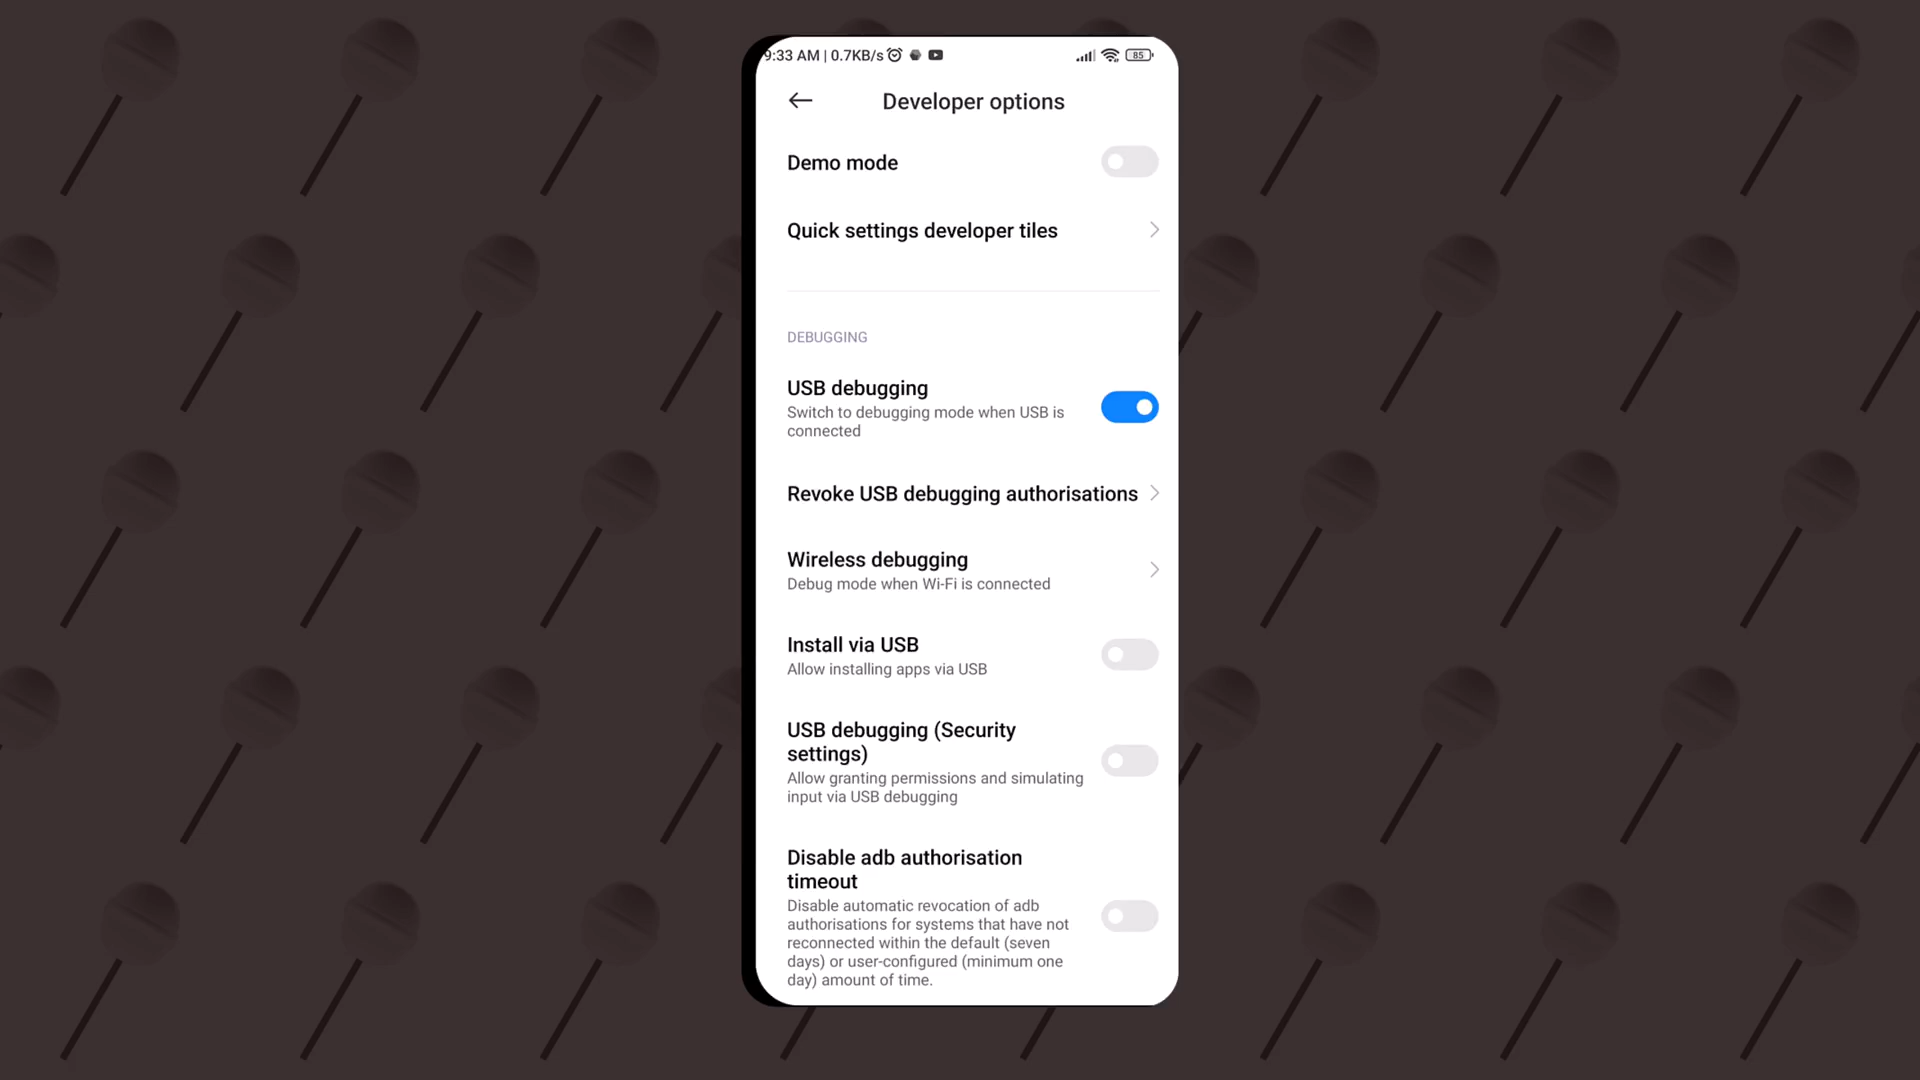 9:33 AM | 0.7KB/s
85
Developer options
Demo mode
Quick settings developer tiles
DEBUGGING
USB debugging
Switch to debugging mode when USB is
connected
Revoke USB debugging authorisations
Wireless debugging
Debug mode when Wi-Fi is connected
Install via USB
Allow installing apps via USB
USB debugging (Security
settings)
Allow granting permissions and simulating
input via USB debugging
Disable adb authorisation
timeout
Disable automatic revocation of adb
authorisations for systems that have not
reconnected within the default (seven
days) or user-configured (minimum one
day) amount of time.